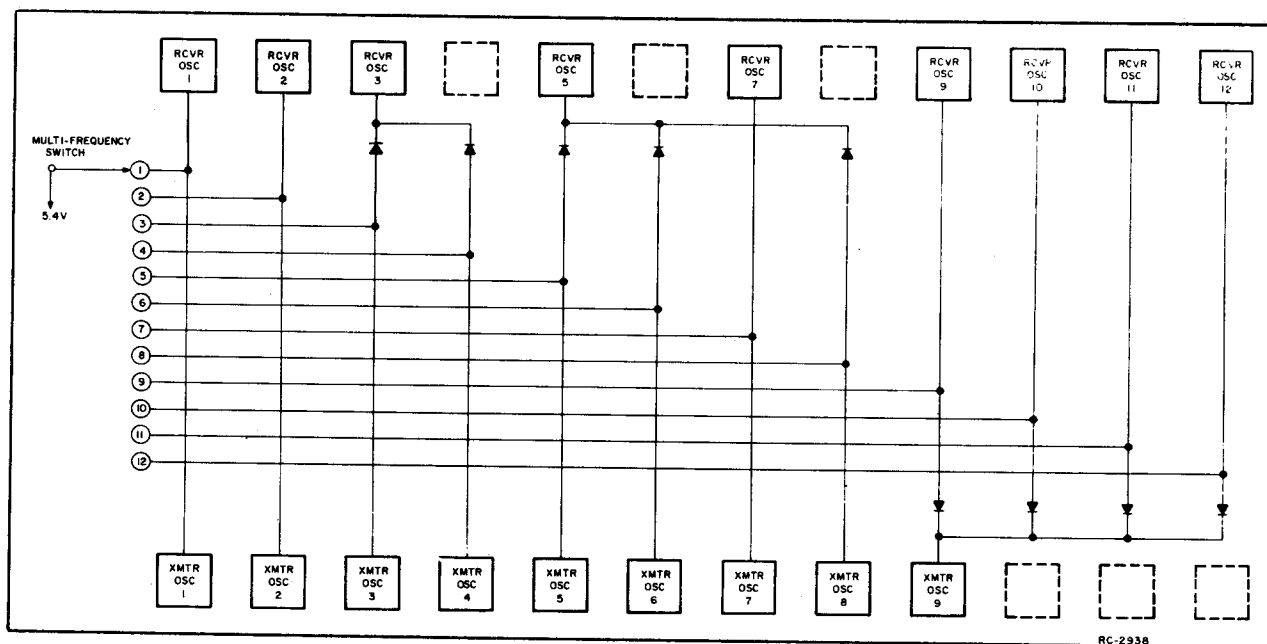 RCVR
OSC
1
RCVR
OSC
2
RCVR
OSC
3
RCVR
OSC
5
RCVR
OSC
7
RCVR
OSC
9
RCVR
OSC
10
RCVR
OSC
11
RCVR
OSC
12
MULTI-FREQUENCY
SWITCH
5.4V
1
2
3
4
5
6
7
8
9
10
11
12
XMTR
OSC
1
XMTR
OSC
2
XMTR
OSC
3
XMTR
OSC
4
XMTR
OSC
5
XMTR
OSC
6
XMTR
OSC
7
XMTR
OSC
8
XMTR
OSC
9
RC-2938